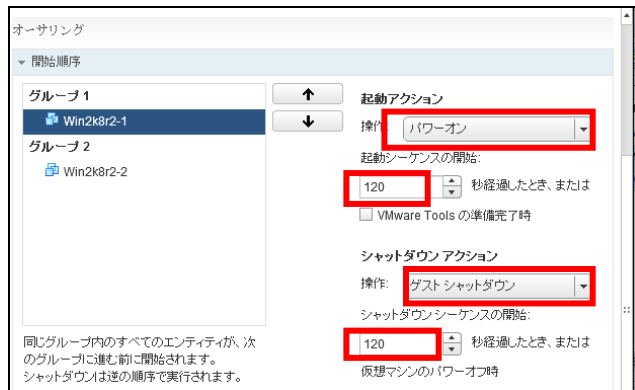 オーサリング
開始順序
グループ 1
Win2k8r2-1
グループ 2
Win2k8r2-2
同じグループ内のすべてのエンティティが、次
のグループに進む前に開始されます。
シャットダウンは逆の順序で実行されます。
起動アクション
操作: パワーオン
起動シーケンスの開始:
120 秒経過したとき、または
VMware Tools の準備完了時
シャットダウン アクション
操作: ゲスト シャットダウン
シャットダウン シーケンスの開始:
120 秒経過したとき、または
仮想マシンのパワーオフ時